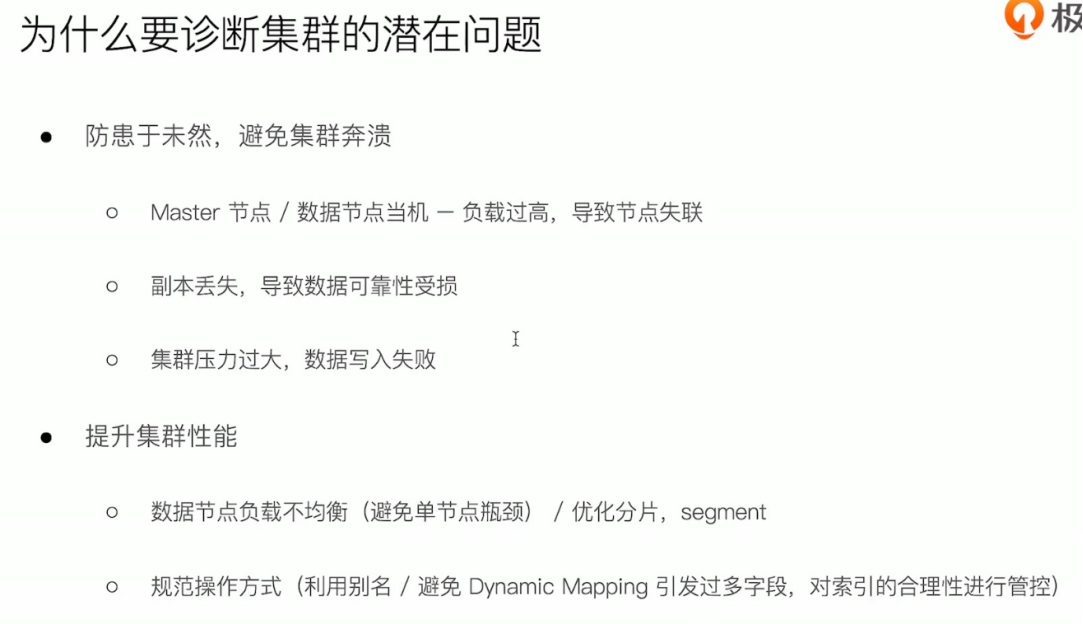 为什么要诊断集群的潜在问题
极
防患于未然，避免集群奔溃
Master 节点 / 数据节点当机 – 负载过高，导致节点失联
副本丢失，导致数据可靠性受损
集群压力过大，数据写入失败
提升集群性能
数据节点负载不均衡（避免单节点瓶颈） / 优化分片，segment
规范操作方式（利用别名 / 避免 Dynamic Mapping 引发过多字段，对索引的合理性进行管控）